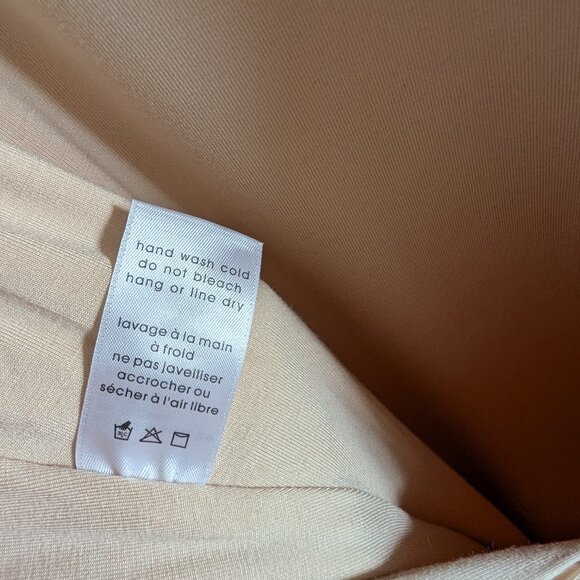 hand wash cold
do not bleach
hang or line dry
lavage à la main
à froid
ne pas javelliser
accrocher ou
sécher à l'air libre